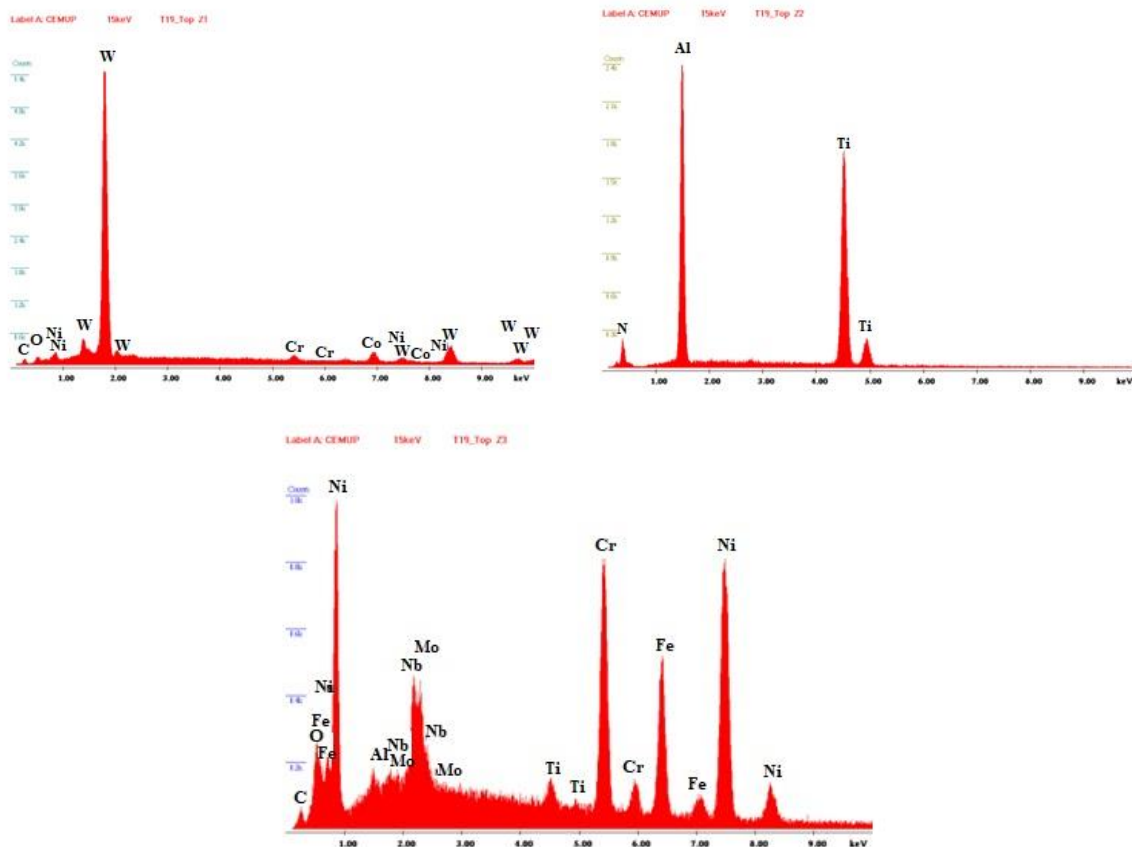 Label A: CEMUP 15keV T19_Top Z1
W
C O Ni Ni W W Cr Cr Co Ni W Co Ni W W W W
1.00 2.00 3.00 4.00 5.00 6.00 7.00 8.00 9.00 keV
Label A: CEMUP 15keV T19_Top Z2
Al
Ti
N Ti
1.00 2.00 3.00 4.00 5.00 6.00 7.00 8.00 9.00 keV
Label A: CEMUP 15keV T19_Top Z3
Ni
Cr Ni
Mo Fe
Nb
Ni
Fe Nb
O Al Nb
Fe Mo Mo Ti Cr Ni
C Ti Fe
1.00 2.00 3.00 4.00 5.00 6.00 7.00 8.00 9.00 keV